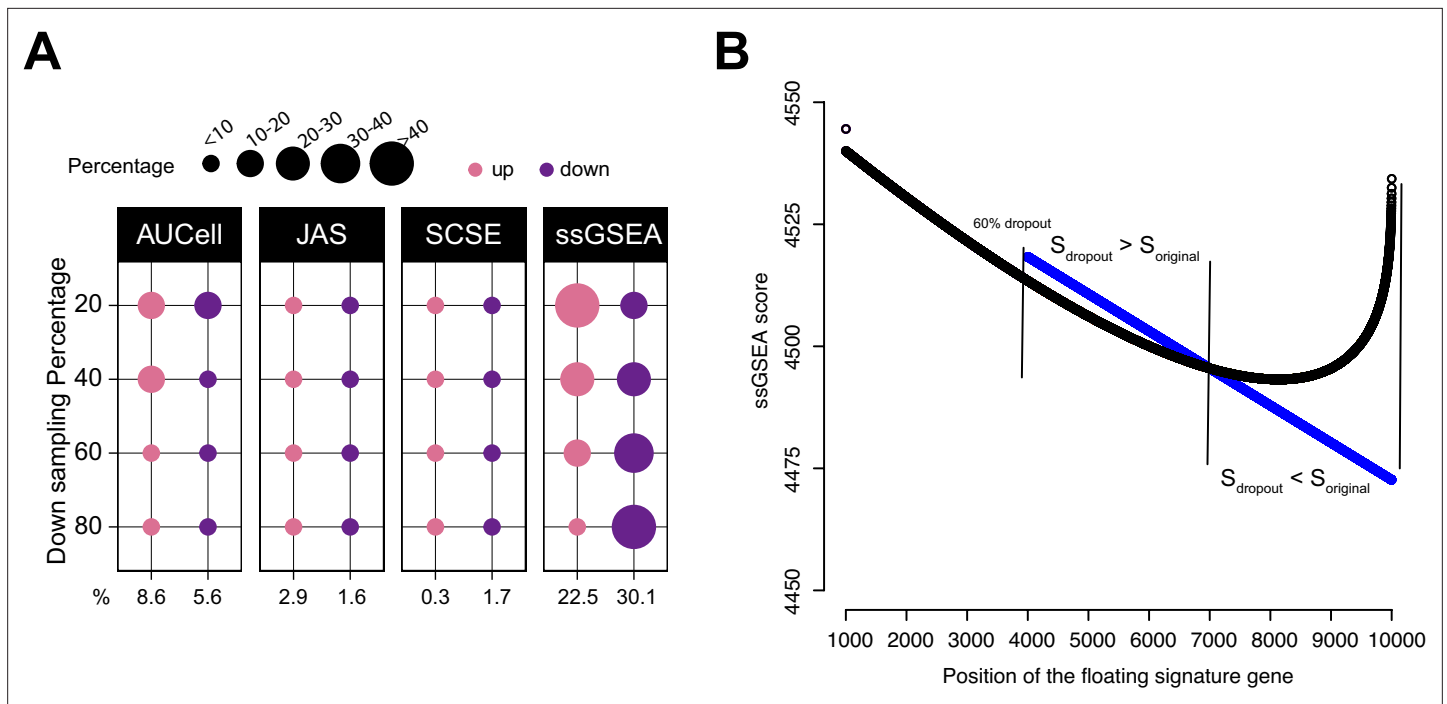 A
<10 10-20 20-30 30-40 >40
Percentage
up down
AUCell JAS SCSE ssGSEA
Down sampling Percentage
20
40
60
80
% 8.6 5.6 2.9 1.6 0.3 1.7 22.5 30.1
B
ssGSEA score
4550
4525
4500
4475
4450
60% dropout
Sdropout > Soriginal
Sdropout < Soriginal
1000 2000 3000 4000 5000 6000 7000 8000 9000 10000
Position of the floating signature gene